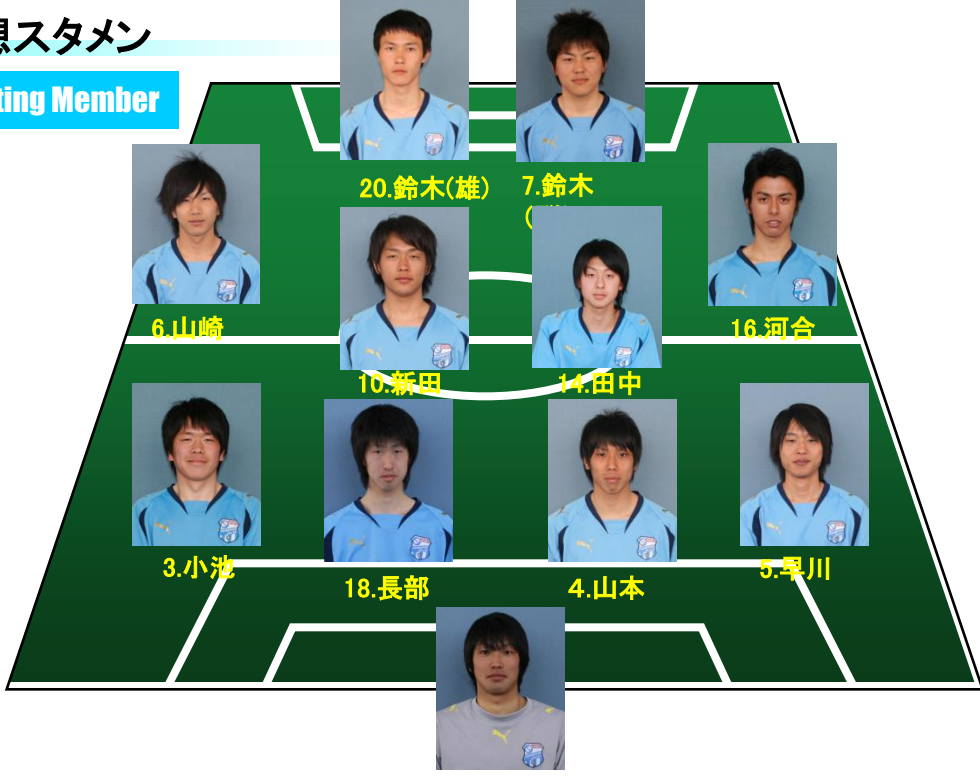 想スタメン
ting Member
20.鈴木(雄)
7.鈴木
6.山崎
16.河合
10.新田
14.田中
3.小池
18.長部
４.山本
5.早川